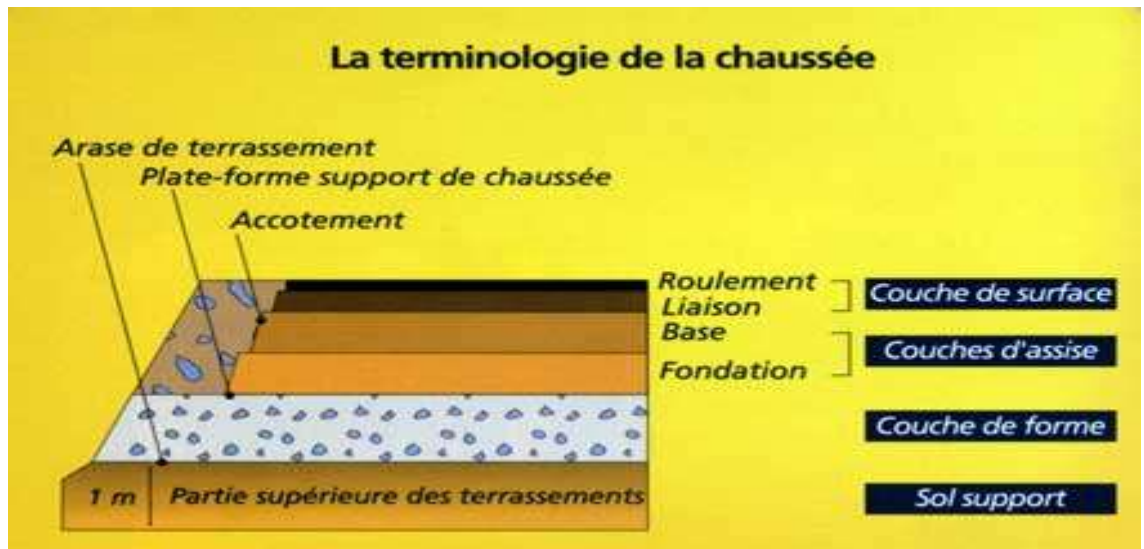 La terminologie de la chaussée
Arase de terrassement
Plate-forme support de chaussée
Accotement
Roulement
Liaison
Couche de surface
Base
Fondation
Couches d'assise
Couche de forme
1 m
Partie supérieure des terrassements
Sol support